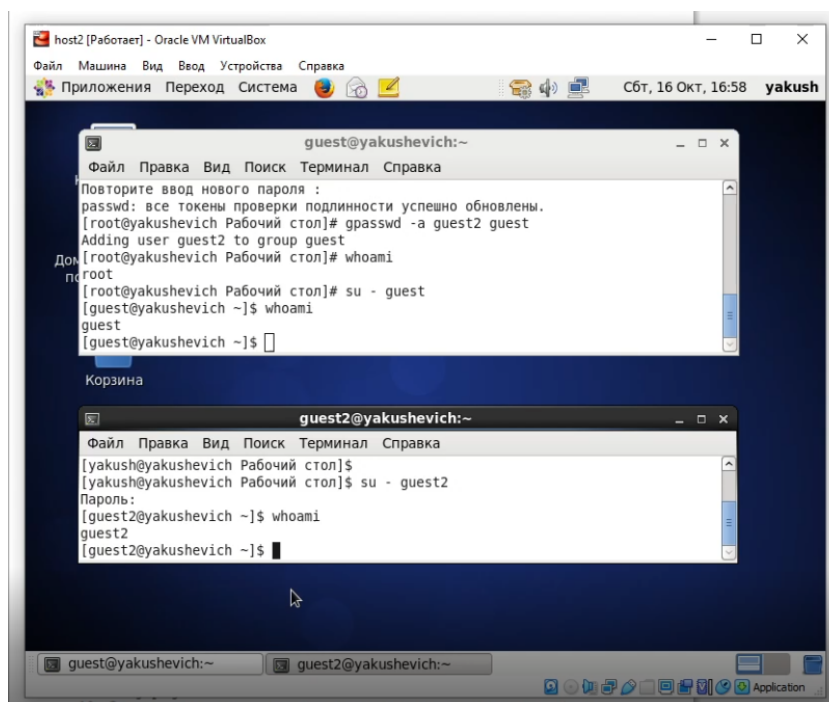 host2 [Работает] - Oracle VM VirtualBox
Файл Машина Вид Ввод Устройства Справка
Приложения Переход Система Сбт, 16 Окт, 16:58 yakush
guest@yakushevich:~
Файл Правка Вид Поиск Терминал Справка
Повторите ввод нового пароля :
passwd: все токены проверки подлинности успешно обновлены.
[root@yakushevich Рабочий стол]# gpasswd -a guest2 guest
Adding user guest2 to group guest
[root@yakushevich Рабочий стол]# whoami
root
[root@yakushevich Рабочий стол]# su - guest
[guest@yakushevich ~]$ whoami
guest
[guest@yakushevich ~]$
Корзина
guest2@yakushevich:~
Файл Правка Вид Поиск Терминал Справка
[yakush@yakushevich Рабочий стол]$
[yakush@yakushevich Рабочий стол]$ su - guest2
Пароль:
[guest2@yakushevich ~]$ whoami
guest2
[guest2@yakushevich ~]$
guest@yakushevich:~ guest2@yakushevich:~
Application